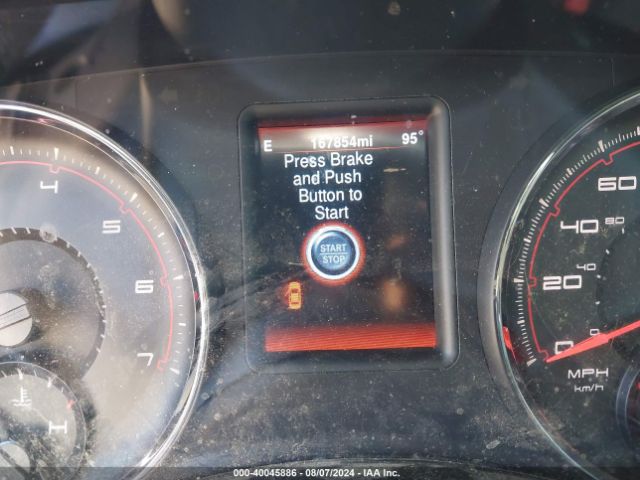 E 167854mi 95°
Press Brake
and Push
Button to
Start
START
STOP
4
5
6
7
H
60
40 80
20 40
0 0
MPH
km/h
000-40045886 - 08/07/2024 - IAA Inc.